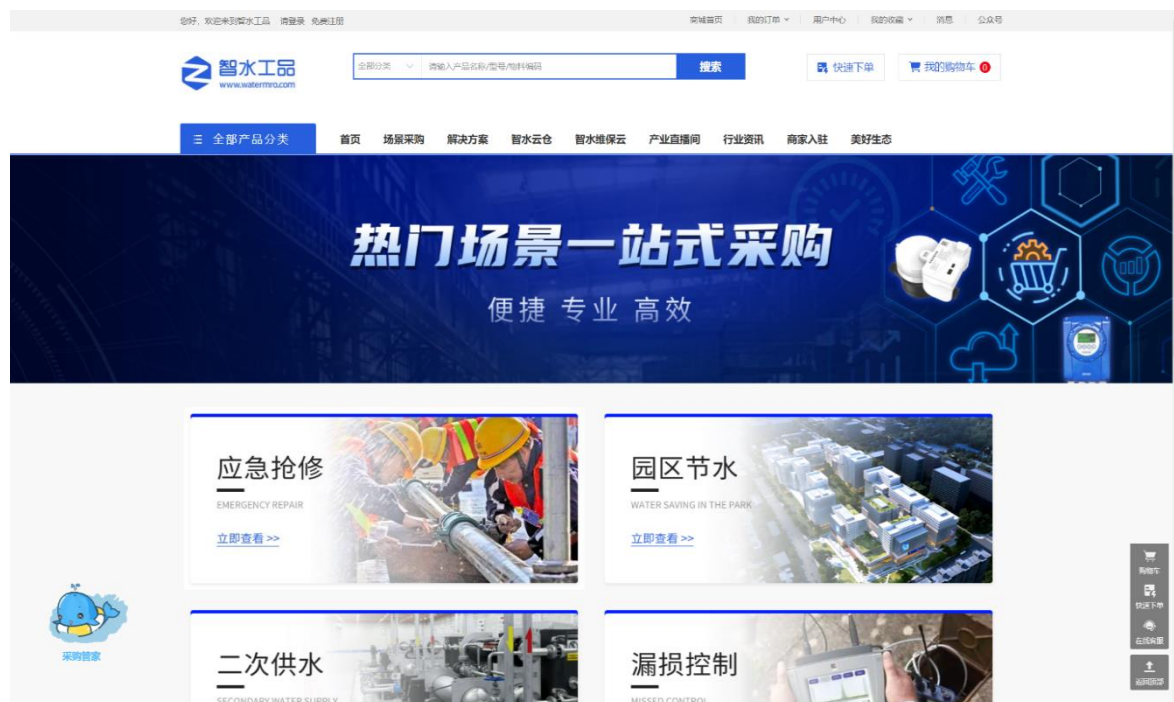 您好，欢迎来到智水工品 请登录 免费注册
商城首页 我的订单 用户中心 我的收藏 消息 公众号
智水工品
www.watermro.com
全部分类 请输入产品名称/型号/物料编码 搜索
快速下单
我的购物车 0
全部产品分类 首页 场景采购 解决方案 智水云仓 智水维保云 产业直播间 行业资讯 商家入驻 美好生态
热门场景一站式采购
便捷 专业 高效
应急抢修
EMERGENCY REPAIR
立即查看 >>
园区节水
WATER SAVING IN THE PARK
立即查看 >>
二次供水
SECONDARY WATER SUPPLY
漏损控制
MISSED CONTROL
采购管家
购物车
快速下单
在线客服
返回顶部